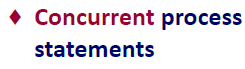 ♦ Concurrent process
statements